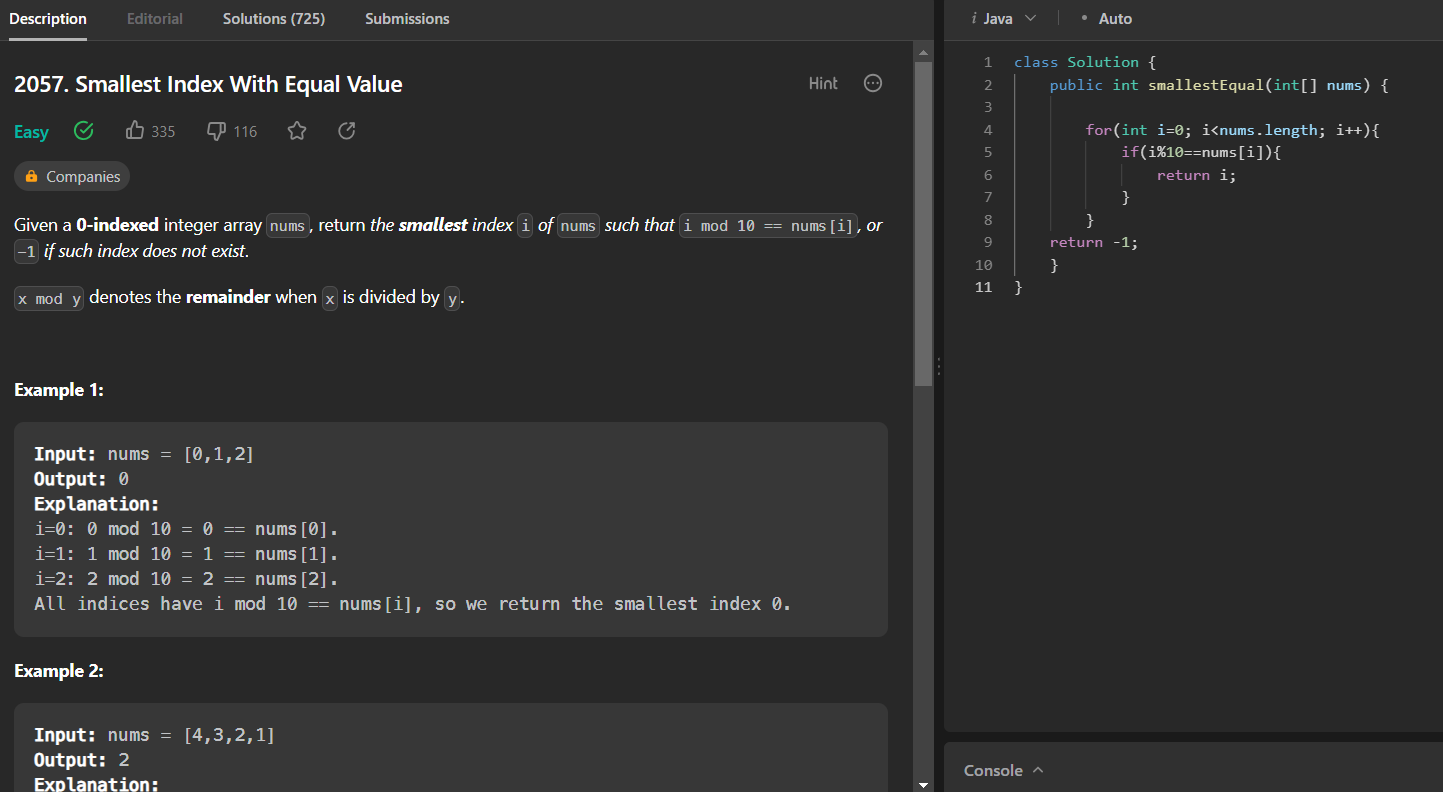 Description Editorial Solutions (725) Submissions
2057. Smallest Index With Equal Value
Hint
Easy 335 116
Companies
Given a 0-indexed integer array nums, return the smallest index i of nums such that i mod 10 == nums[i], or
-1 if such index does not exist.
x mod y denotes the remainder when x is divided by y.
Example 1:
Input: nums = [0,1,2]
Output: 0
Explanation:
i=0: 0 mod 10 = 0 == nums[0].
i=1: 1 mod 10 = 1 == nums[1].
i=2: 2 mod 10 = 2 == nums[2].
All indices have i mod 10 == nums[i], so we return the smallest index 0.
Example 2:
Input: nums = [4,3,2,1]
Output: 2
Explanation:
i Java • Auto
1 class Solution {
2 public int smallestEqual(int[] nums) {
3
4 for(int i=0; i<nums.length; i++){
5 if(i%10==nums[i]){
6 return i;
7 }
8 }
9 return -1;
10 }
11 }
Console